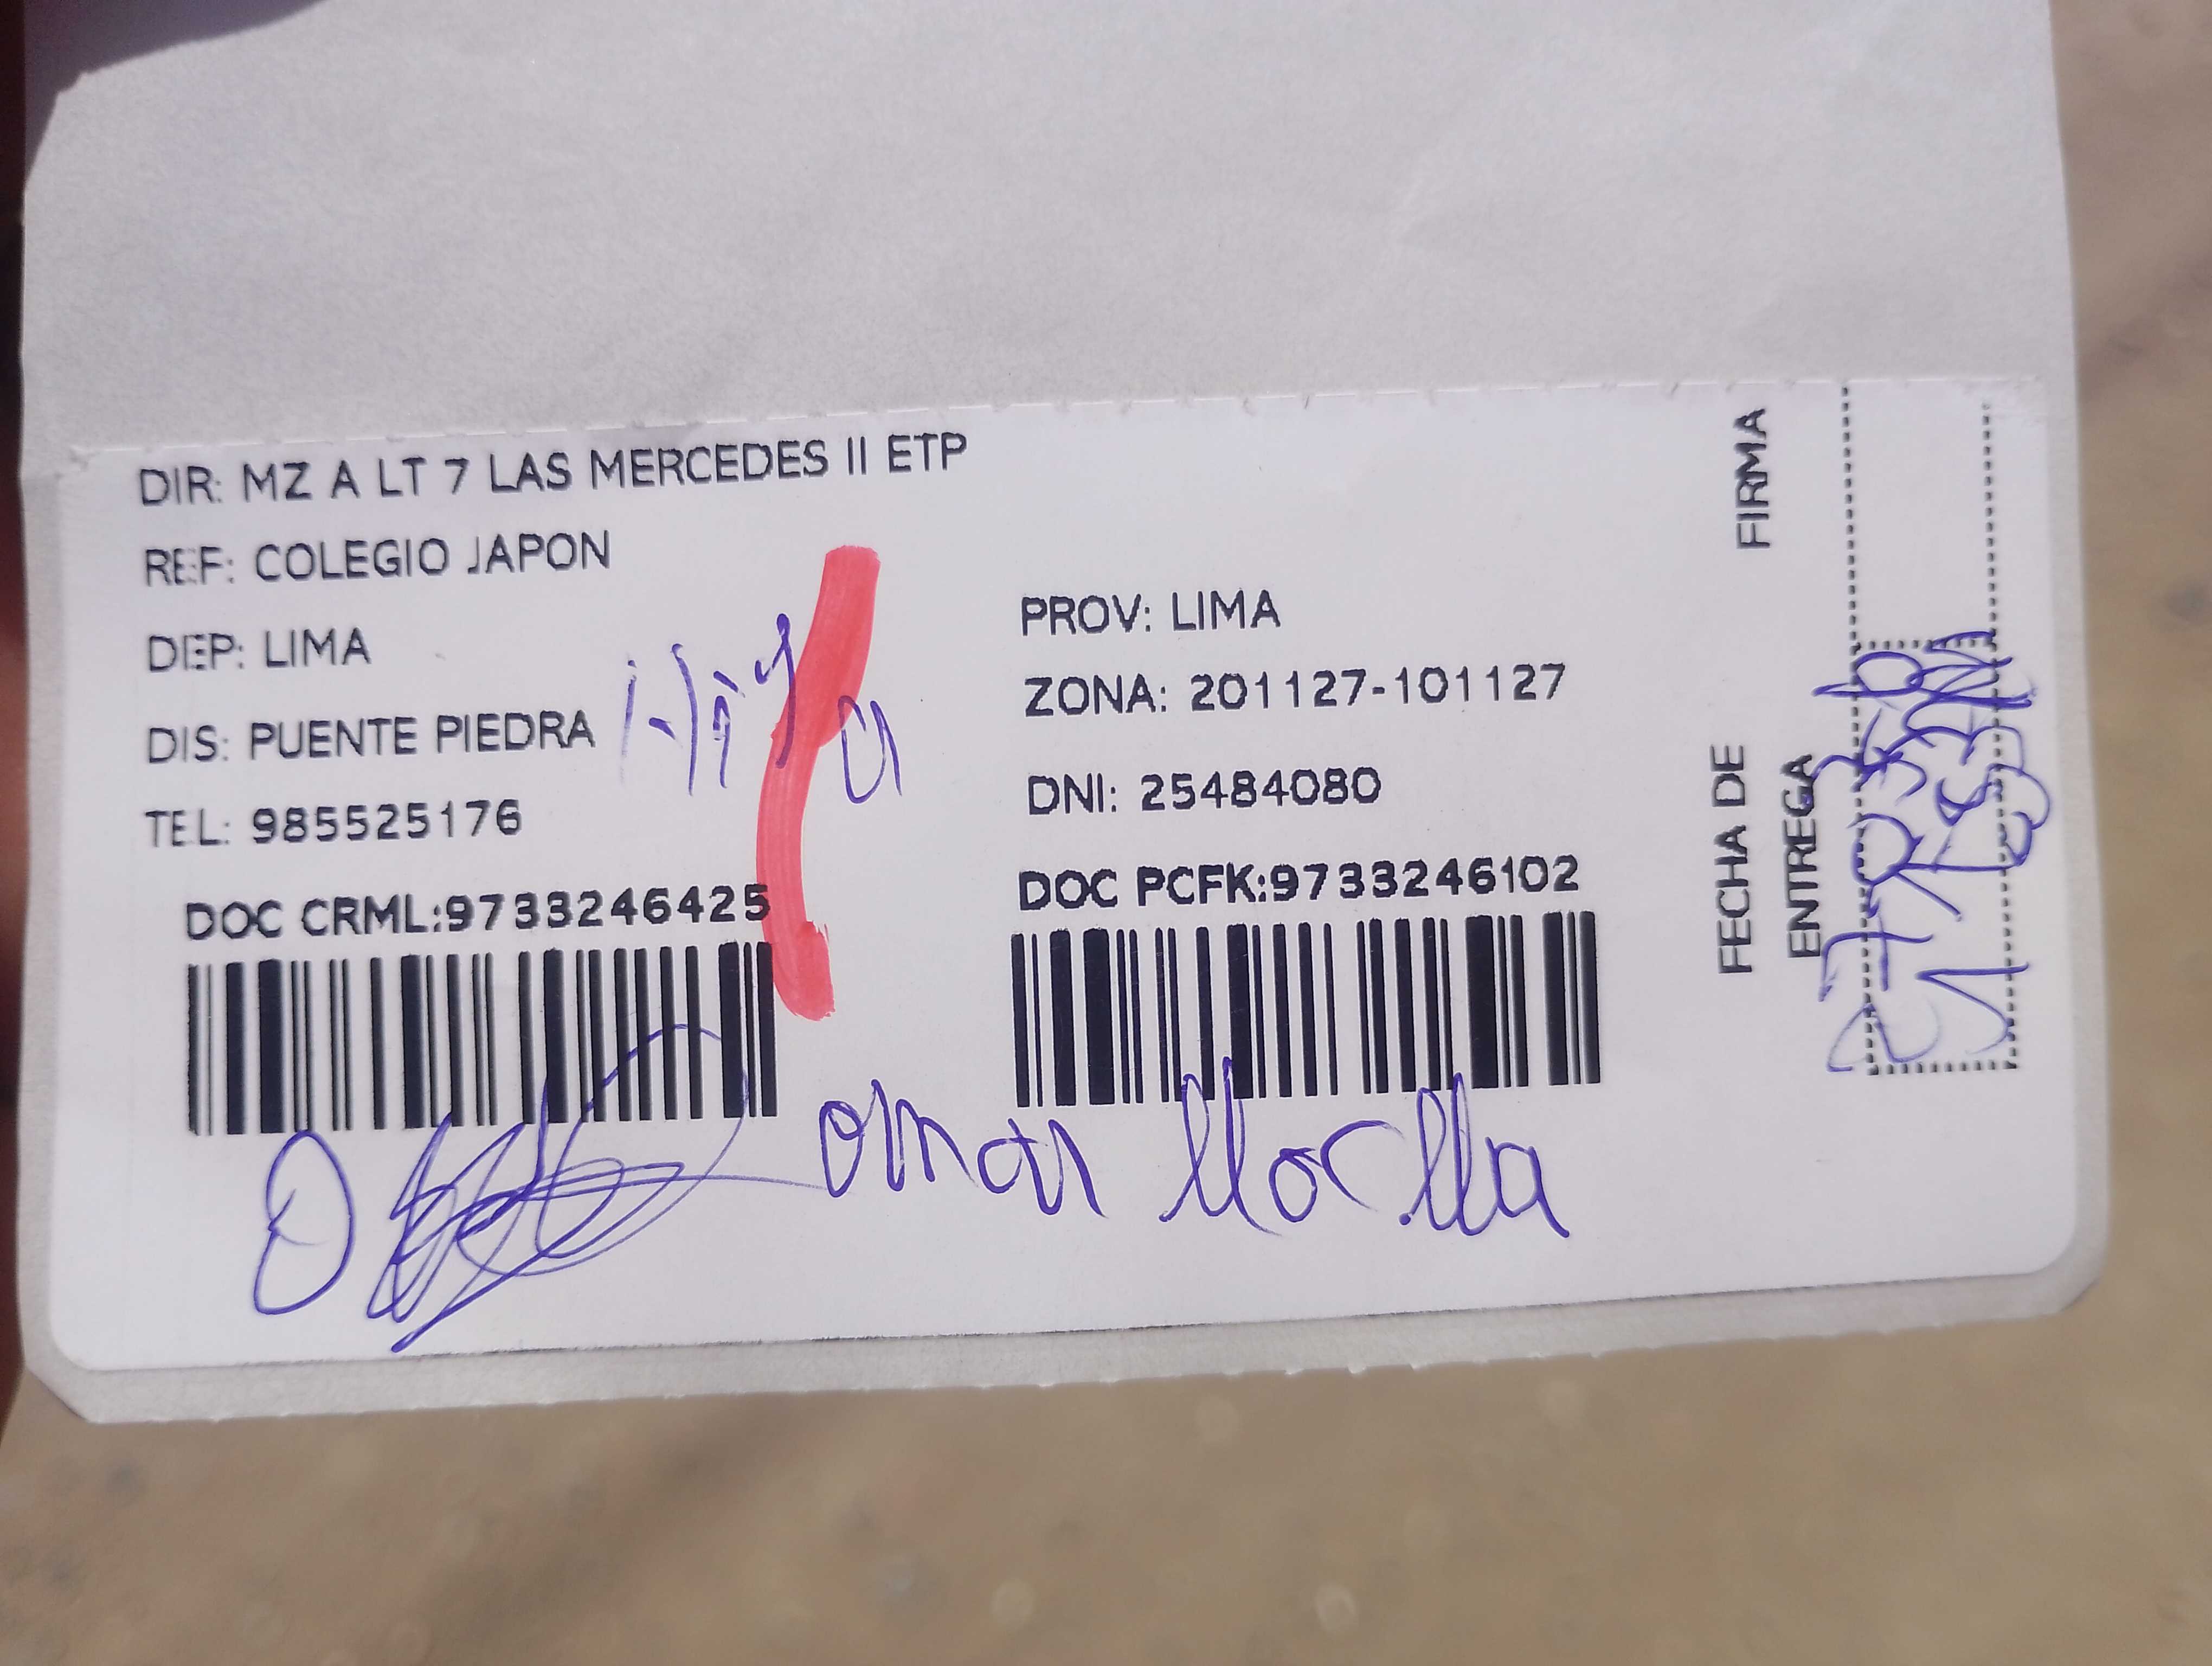 DIR: MZ A LT 7 LAS MERCEDES II ETP
REF: COLEGIO JAPON
DEP: LIMA
PROV: LIMA
ZONA: 201127-101127
DIS: PUENTE PIEDRA
DNI: 25484080
TEL: 985525176
DOC CRML:9733246425
DOC PCFK:9733246102
omar
FIRMA
FECHA DE
ENTREGA